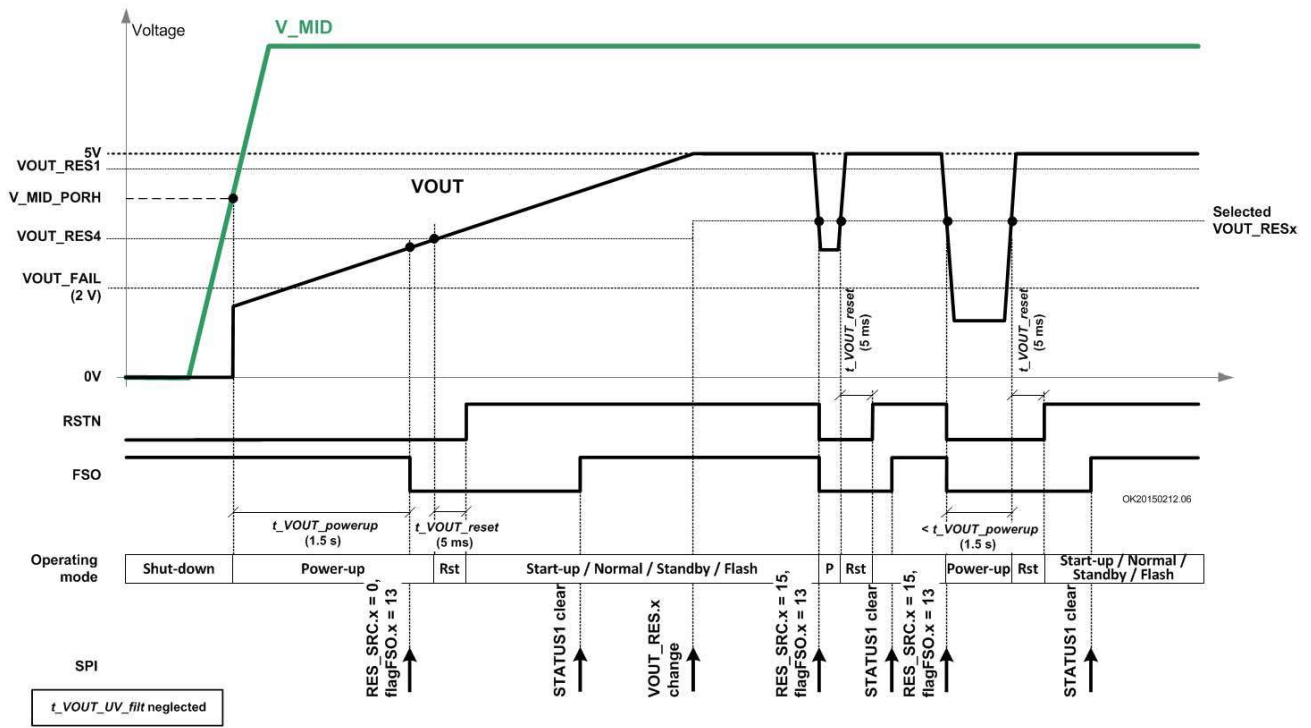 Voltage
V_MID
5V
VOUT_RES1
V_MID_PORH
VOUT
VOUT_RES4
Selected
VOUT_RESx
VOUT_FAIL
(2 V)
t_VOUT_reset
(5 ms)
t_VOUT_reset
(5 ms)
0V
RSTN
FSO
OK20150212.06
t_VOUT_powerup
(1.5 s)
t_VOUT_reset
(5 ms)
< t_VOUT_powerup
(1.5 s)
Operating
mode
Shut-down
Power-up
Rst
Start-up / Normal / Standby / Flash
P
Rst
Power-up
Rst
Start-up / Normal /
Standby / Flash
RES_SRC.x = 0,
flagFSO.x = 13
STATUS1 clear
VOUT_RES.x
change
RES_SRC.x = 15,
flagFSO.x = 13
STATUS1 clear
RES_SRC.x = 15,
flagFSO.x = 13
STATUS1 clear
SPI
t_VOUT_UV_filt neglected